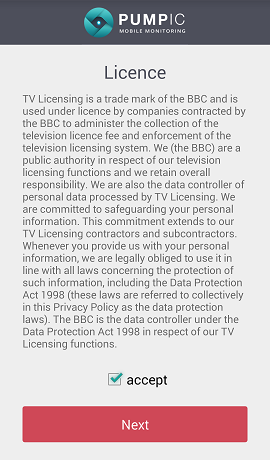 PUMPIC
MOBILE MONITORING
Licence
TV Licensing is a trade mark of the BBC and is
used under licence by companies contracted by
the BBC to administer the collection of the
television licence fee and enforcement of the
television licensing system. We (the BBC) are a
public authority in respect of our television
licensing functions and we retain overall
responsibility. We are also the data controller of
personal data processed by TV Licensing. We
are committed to safeguarding your personal
information. This commitment extends to our
TV Licensing contractors and subcontractors.
Whenever you provide us with your personal
information, we are legally obliged to use it in
line with all laws concerning the protection of
such information, including the Data Protection
Act 1998 (these laws are referred to collectively
in this Privacy Policy as the data protection
laws). The BBC is the data controller under the
Data Protection Act 1998 in respect of our TV
Licensing functions.
accept
Next